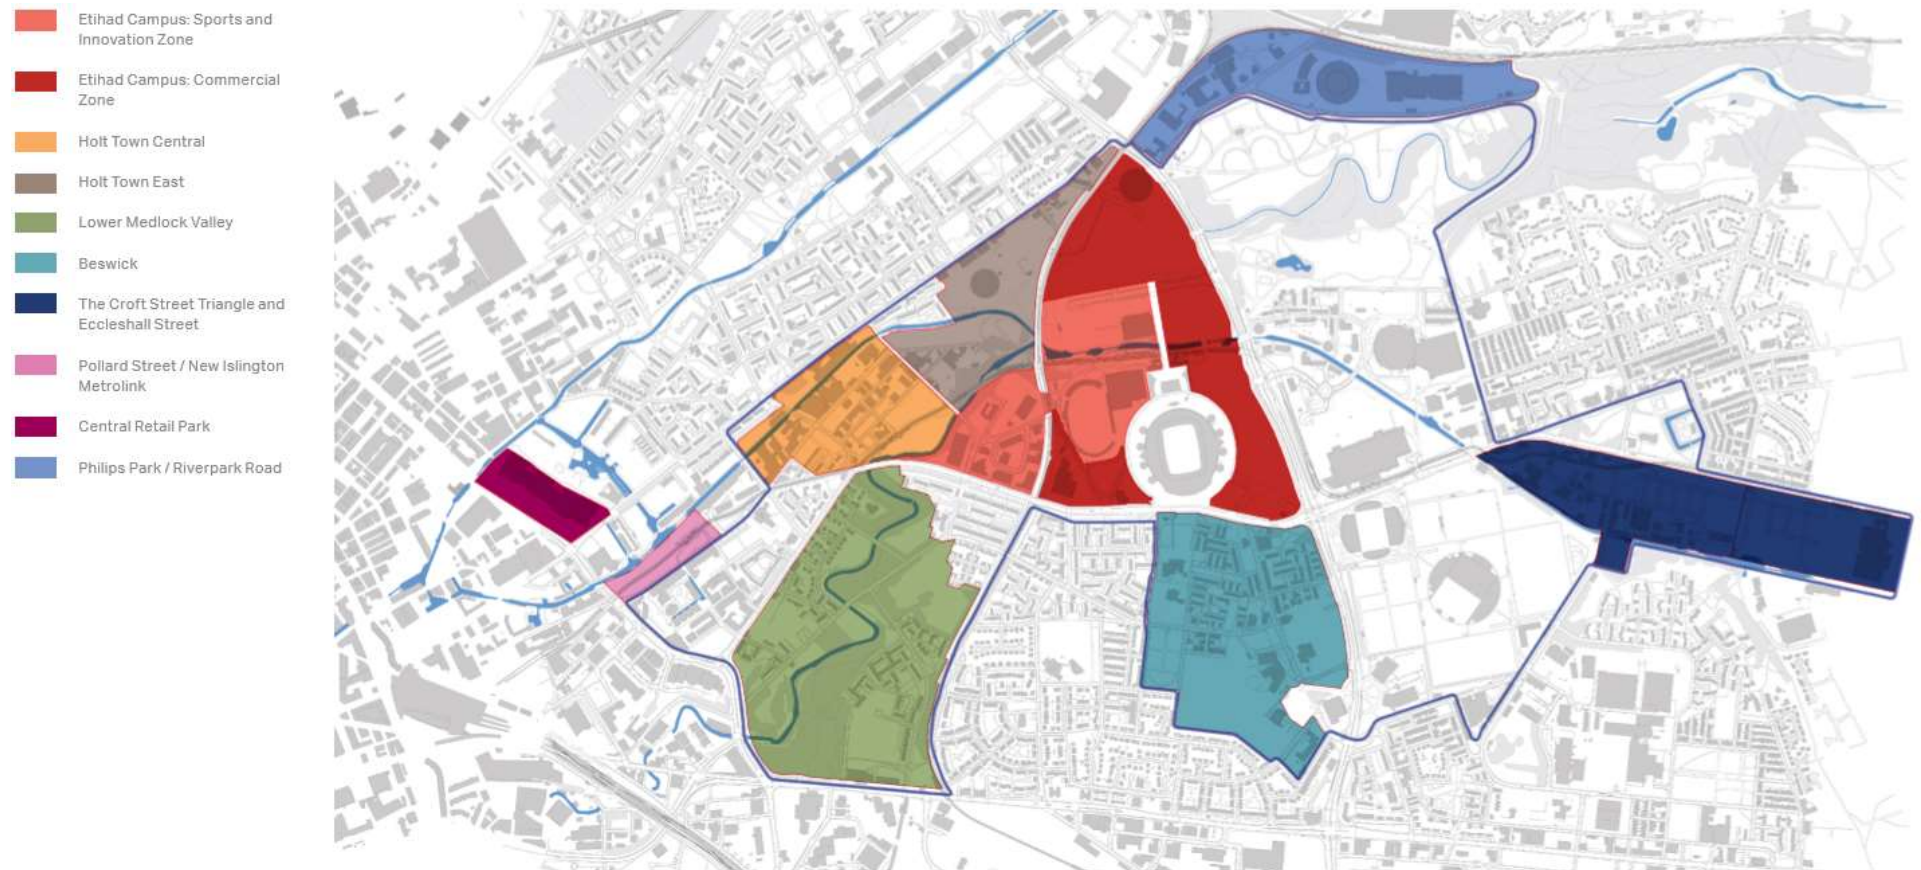 Etihad Campus: Sports and
Innovation Zone
Etihad Campus: Commercial
Zone
Holt Town Central
Holt Town East
Lower Medlock Valley
Beswick
The Croft Street Triangle and
Eccleshall Street
Pollard Street / New Islington
Metrolink
Central Retail Park
Philips Park / Riverpark Road